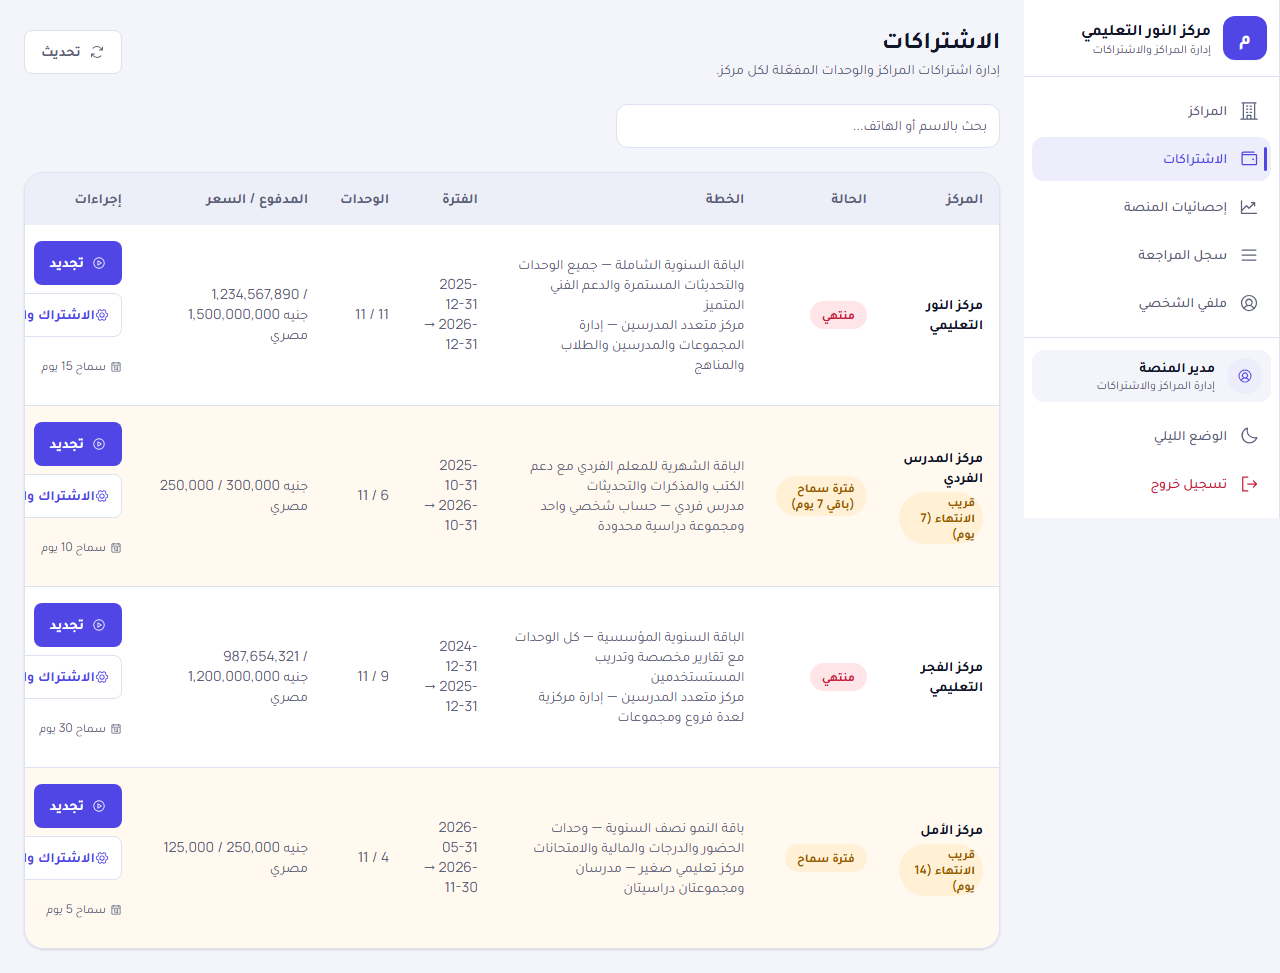 م
مركز النور التعليمي
إدارة المراكز والاشتراكات
المراكز
الاشتراكات
إحصائيات المنصة
سجل المراجعة
ملفي الشخصي
مدير المنصة
إدارة المراكز والاشتراكات
الوضع الليلي
تسجيل خروج
الاشتراكات
إدارة اشتراكات المراكز والوحدات المفعّلة لكل مركز.
تحديث
بحث بالاسم أو الهاتف...
المركز
الحالة
الخطة
الفترة
الوحدات
المدفوع / السعر
إجراءات
مركز النور
التعليمي
منتهي
الباقة السنوية الشاملة — جميع الوحدات
والتحديثات المستمرة والدعم الفني
المتميز
مركز متعدد المدرسين — إدارة
المجموعات والمدرسين والطلاب
والمناهج
2025-
12-31
→ 2026-
12-31
11 / 11
1,234,567,890 /
1,500,000,000 جنيه
مصري
تجديد
الاشتراك وا
سماح 15 يوم
مركز المدرس
الفردي
قريب
الانتهاء (7
يوم)
فترة سماح
(باقي 7 يوم)
الباقة الشهرية للمعلم الفردي مع دعم
الكتب والمذكرات والتحديثات
مدرس فردي — حساب شخصي واحد
ومجموعة دراسية محدودة
2025-
10-31
→ 2026-
10-31
11 / 6
250,000 / 300,000 جنيه
مصري
تجديد
الاشتراك وا
سماح 10 يوم
مركز الفجر
التعليمي
منتهي
الباقة السنوية المؤسسية — كل الوحدات
مع تقارير مخصصة وتدريب
المستستخدمين
مركز متعدد المدرسين — إدارة مركزية
لعدة فروع ومجموعات
2024-
12-31
→ 2025-
12-31
11 / 9
987,654,321 /
1,200,000,000 جنيه
مصري
تجديد
الاشتراك وا
سماح 30 يوم
مركز الأمل
قريب
الانتهاء (14
يوم)
فترة سماح
باقة النمو نصف السنوية — وحدات
الحضور والدرجات والمالية والامتحانات
مركز تعليمي صغير — مدرسان
ومجموعتان دراسيتان
2026-
05-31
→ 2026-
11-30
11 / 4
125,000 / 250,000 جنيه
مصري
تجديد
الاشتراك وا
سماح 5 يوم